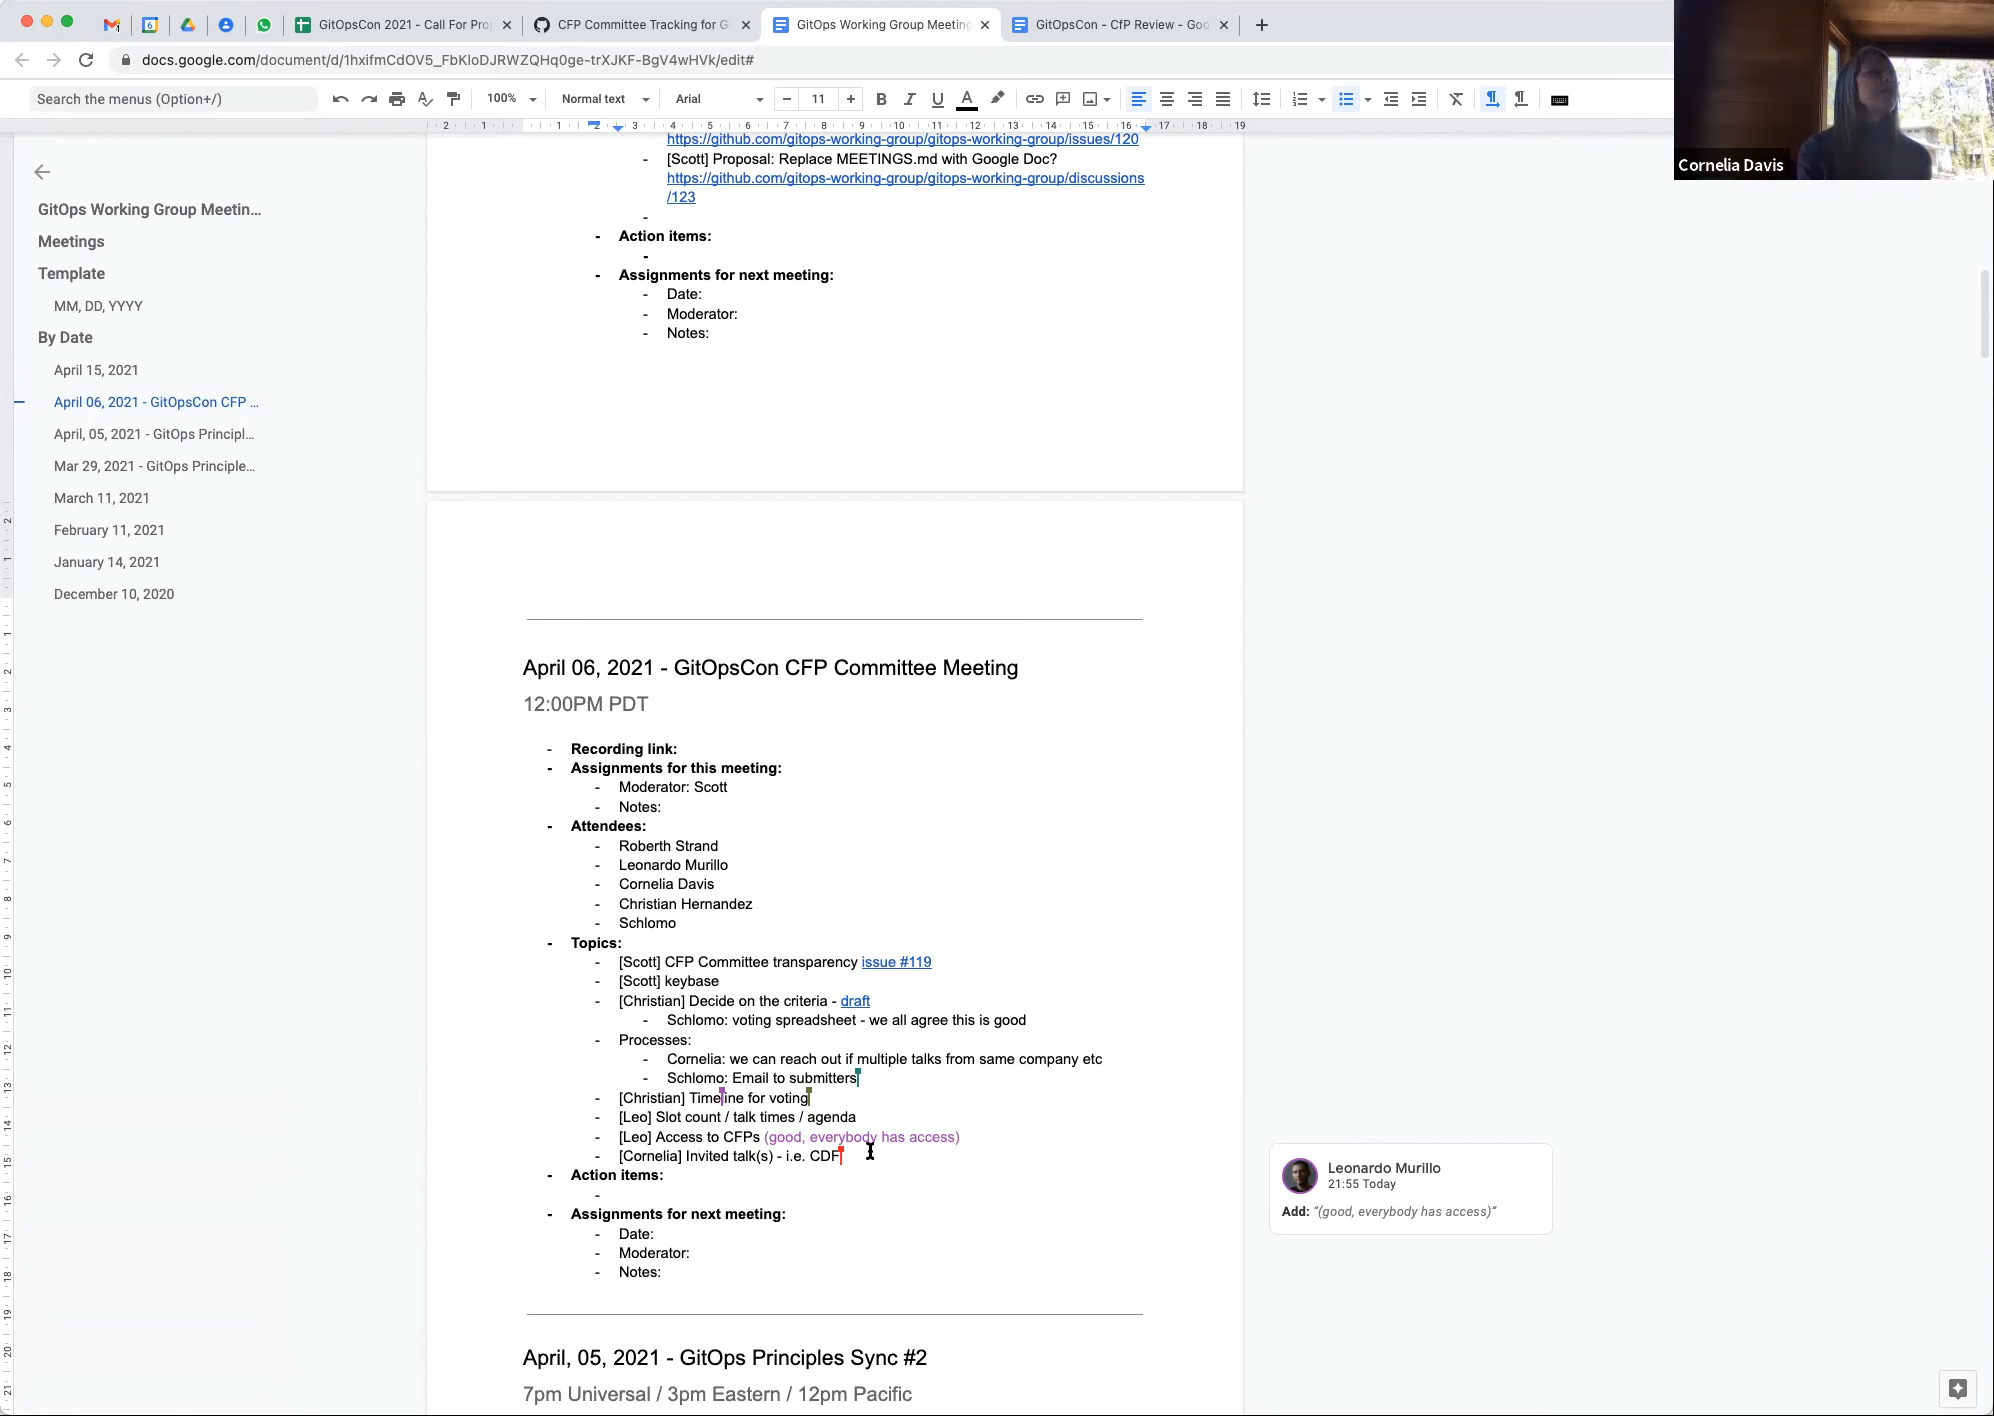 GitOpsCon 2021 - Call For Pro
CFP Committee Tracking for G
GitOps Working Group Meeting
GitOpsCon - CfP Review - Goo
docs.google.com/document/d/1hxifmCdOV5_FbKloDJRWZQHq0ge-trXJKF-BgV4wHVk/edit#
Search the menus (Option+/)
100%
Normal text
Arial
11
Cornelia Davis
GitOps Working Group Meetin...
Meetings
Template
MM, DD, YYYY
By Date
April 15, 2021
April 06, 2021 - GitOpsCon CFP ...
April, 05, 2021 - GitOps Principl...
Mar 29, 2021 - GitOps Principle...
March 11, 2021
February 11, 2021
January 14, 2021
December 10, 2020
https://github.com/gitops-working-group/gitops-working-group/issues/120
- [Scott] Proposal: Replace MEETINGS.md with Google Doc?
https://github.com/gitops-working-group/gitops-working-group/discussions
/123
-
- Action items:
-
- Assignments for next meeting:
- Date:
- Moderator:
- Notes:
April 06, 2021 - GitOpsCon CFP Committee Meeting
12:00PM PDT
- Recording link:
- Assignments for this meeting:
- Moderator: Scott
- Notes:
- Attendees:
- Roberth Strand
- Leonardo Murillo
- Cornelia Davis
- Christian Hernandez
- Schlomo
- Topics:
- [Scott] CFP Committee transparency issue #119
- [Scott] keybase
- [Christian] Decide on the criteria - draft
- Schlomo: voting spreadsheet - we all agree this is good
- Processes:
- Cornelia: we can reach out if multiple talks from same company etc
- Schlomo: Email to submitters
- [Christian] Timeline for voting
- [Leo] Slot count / talk times / agenda
- [Leo] Access to CFPs (good, everybody has access)
- [Cornelia] Invited talk(s) - i.e. CDF
- Action items:
-
- Assignments for next meeting:
- Date:
- Moderator:
- Notes:
Leonardo Murillo
21:55 Today
Add: "(good, everybody has access)"
April, 05, 2021 - GitOps Principles Sync #2
7pm Universal / 3pm Eastern / 12pm Pacific